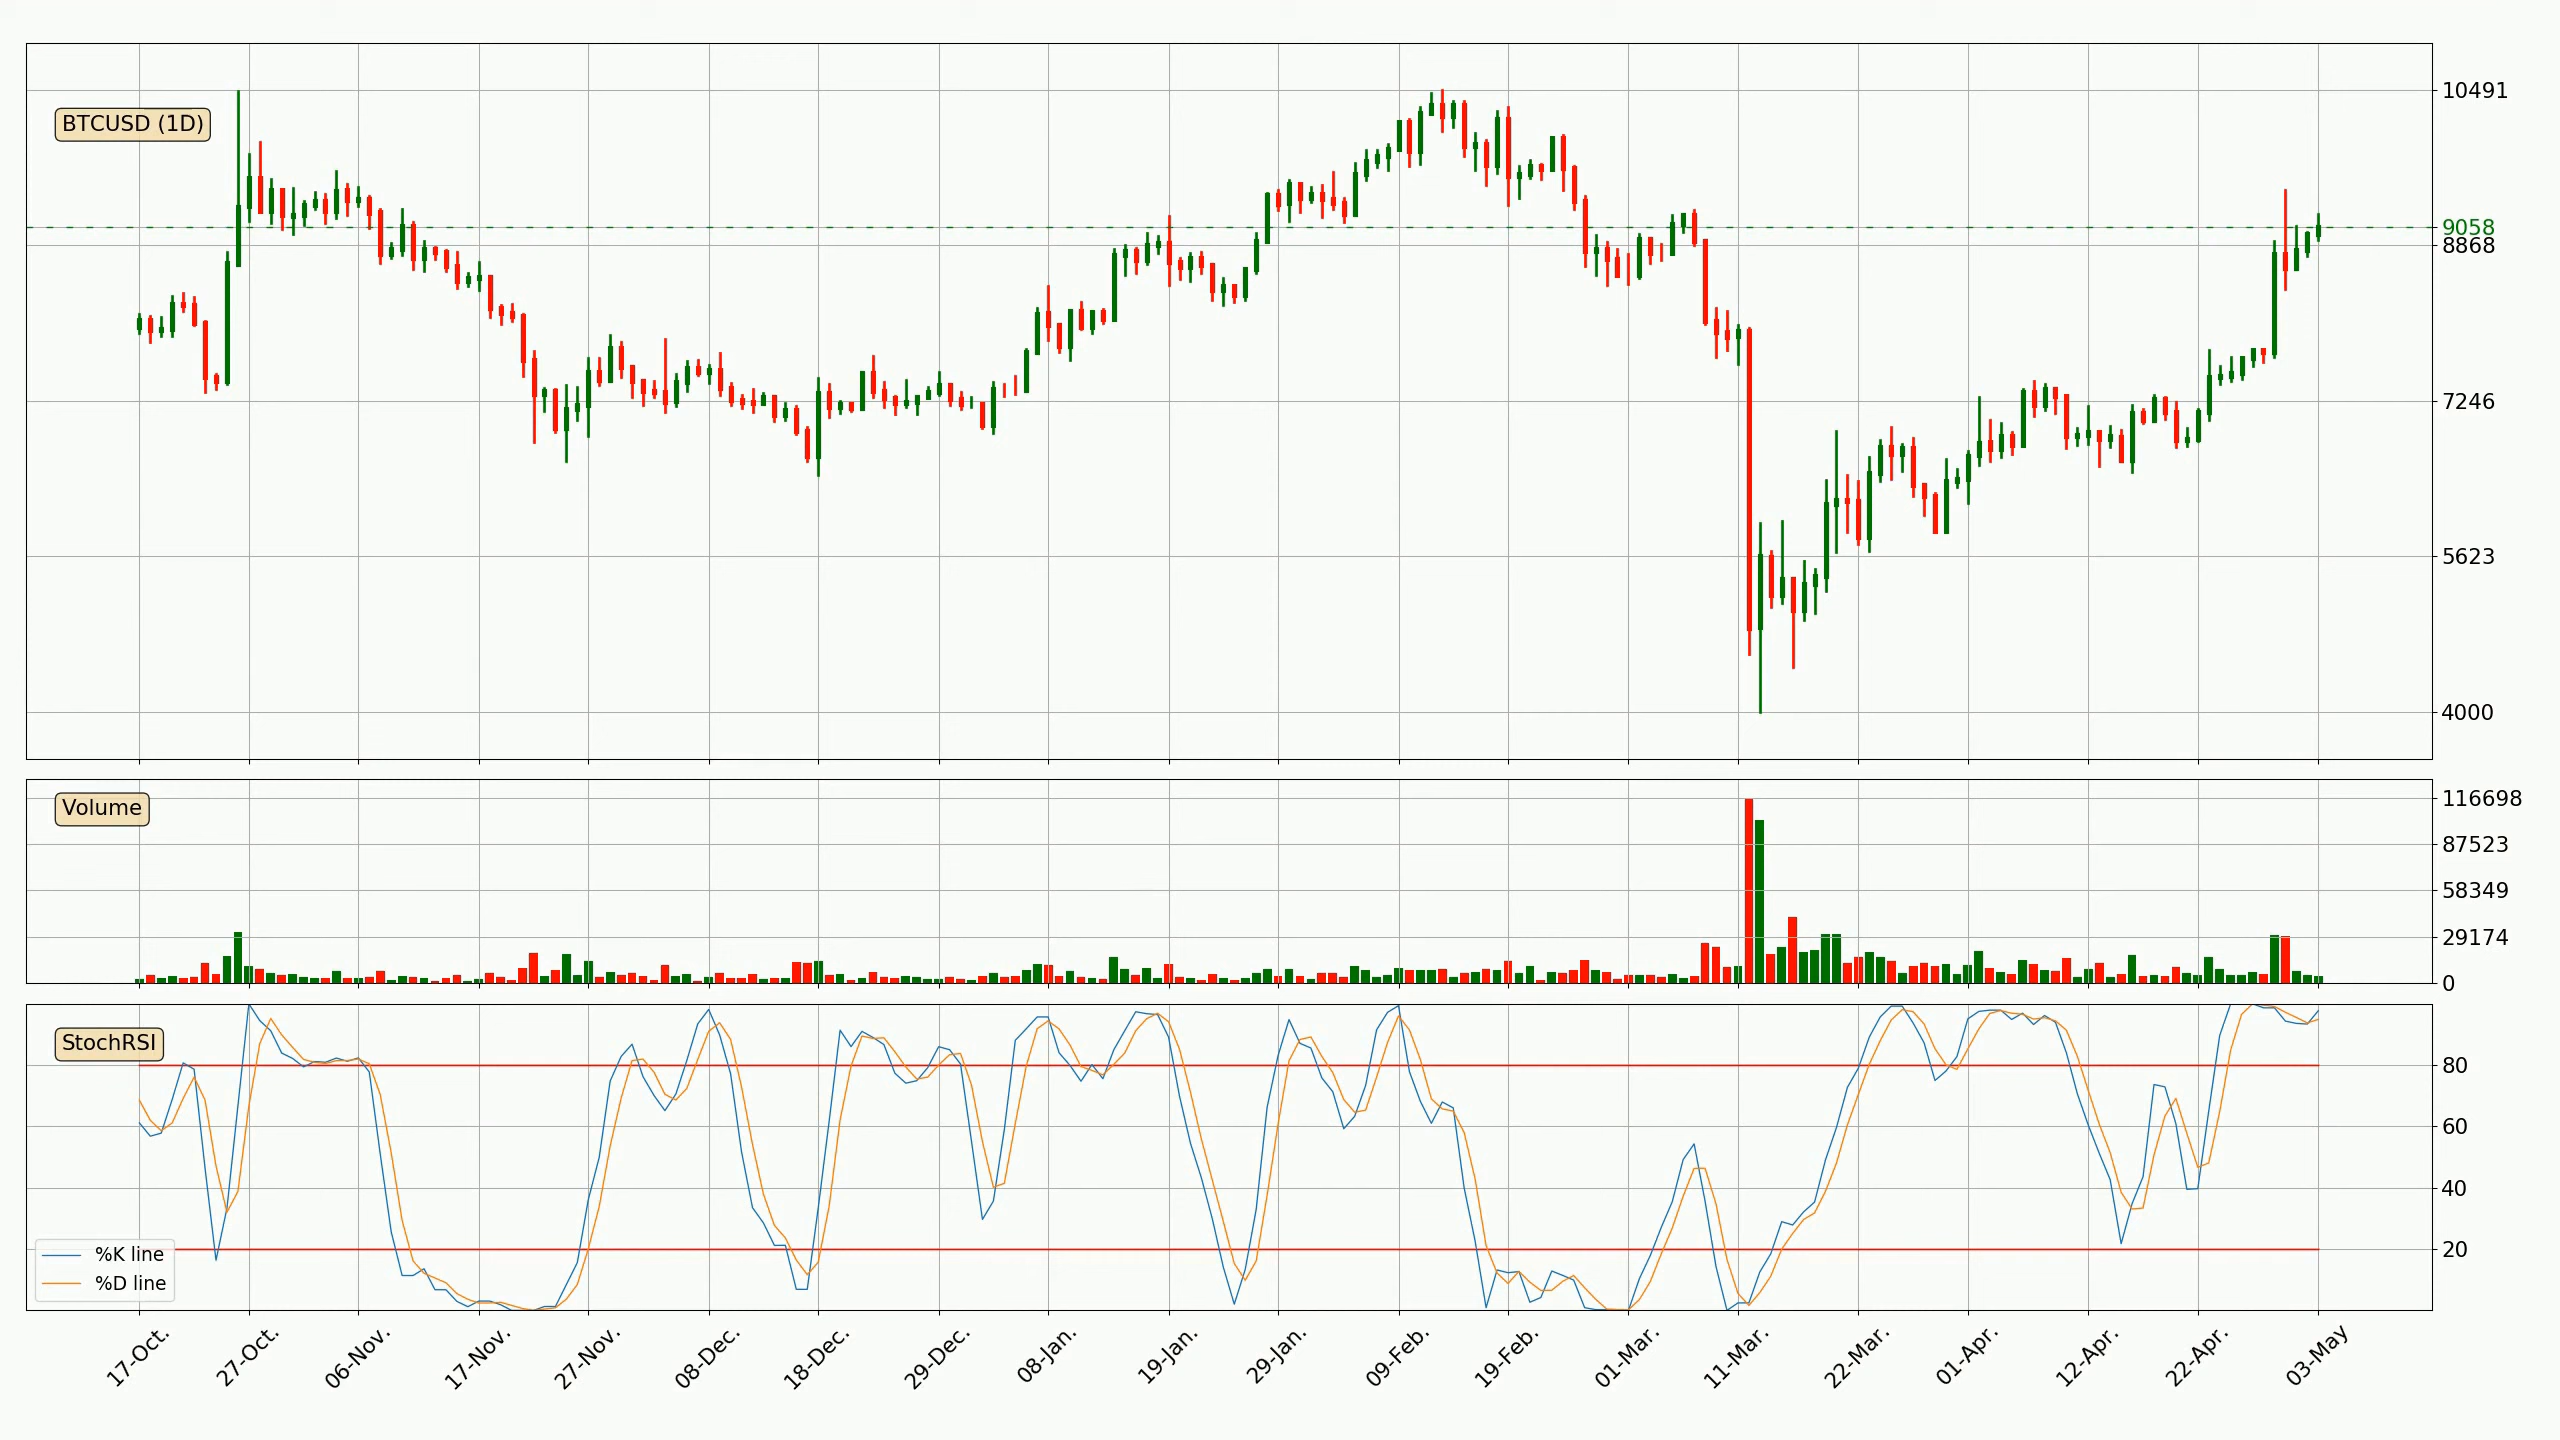 BTCUSD (1D)
10491
9058
8868
7246
5623
4000
Volume
116698
87523
58349
29174
0
StochRSI
80
60
40
20
%K line
%D line
17-Oct.
27-Oct.
06-Nov.
17-Nov.
27-Nov.
08-Dec.
18-Dec.
29-Dec.
08-Jan.
19-Jan.
29-Jan.
09-Feb.
19-Feb.
01-Mar.
11-Mar.
22-Mar.
01-Apr.
12-Apr.
22-Apr.
03-May